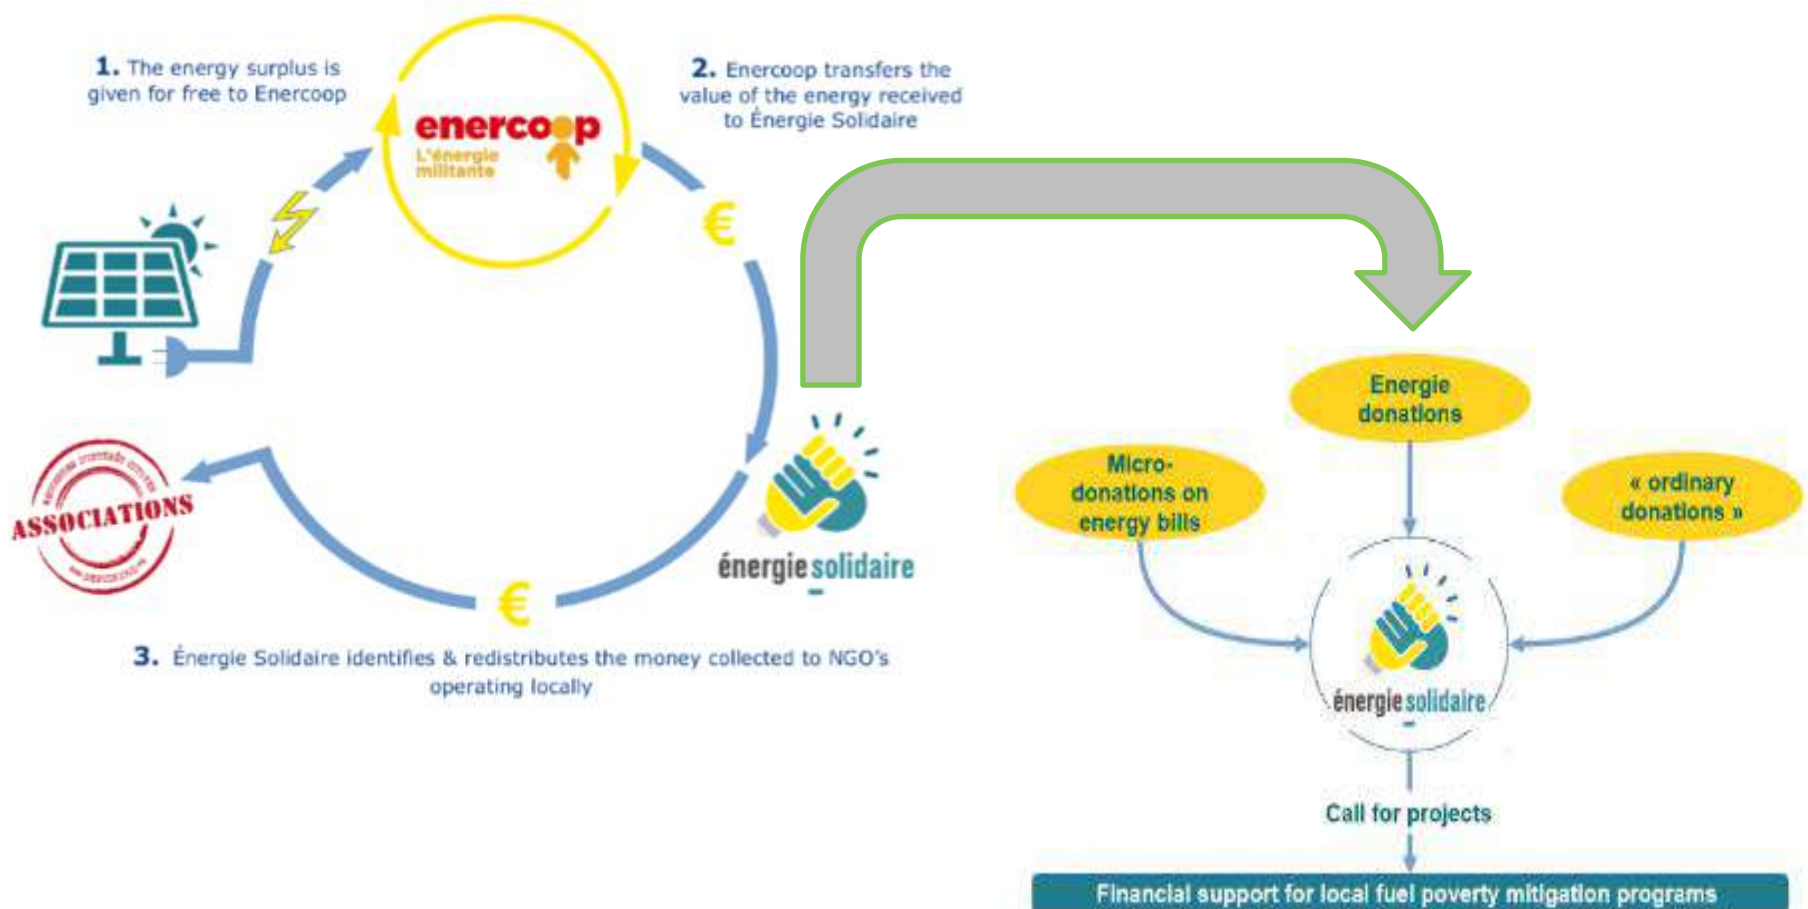 1. The energy surplus is
given for free to Enercoop
enercoop
L'énergie
militante
2. Enercoop transfers the
value of the energy received
to Énergie Solidaire
€
ASSOCIATIONS
énergie solidaire
€
3. Énergie Solidaire identifies & redistributes the money collected to NGO's
operating locally
Energie
donations
Micro-
donations on
energy bills
« ordinary
donations »
énergie solidaire
Call for projects
Financial support for local fuel poverty mitigation programs